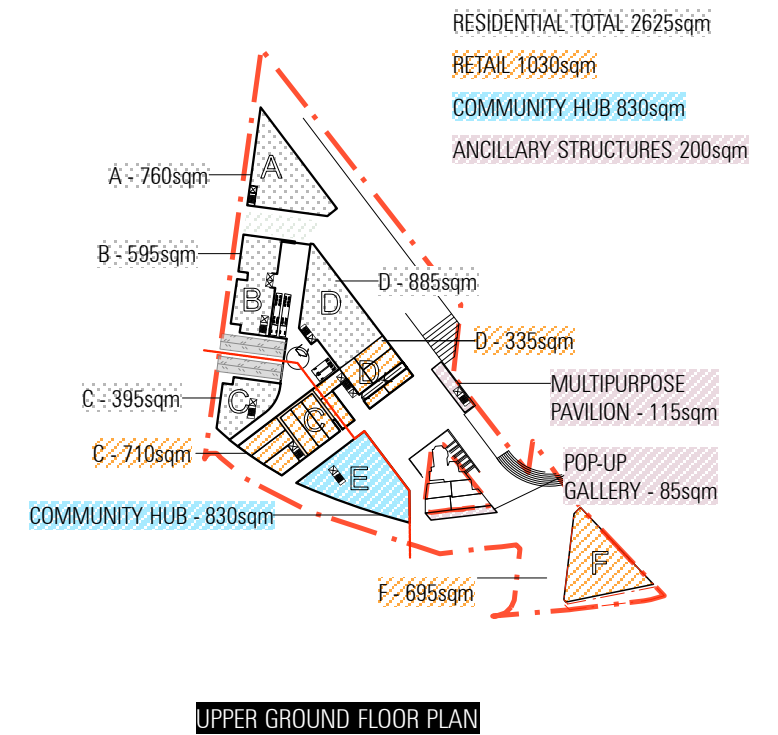 RESIDENTIAL TOTAL 2625sqm
RETAIL 1030sqm
COMMUNITY HUB 830sqm
ANCILLARY STRUCTURES 200sqm
A
A - 760sqm
B - 595sqm
D - 885sqm
B
D
D - 335sqm
D
MULTIPURPOSE
PAVILION - 115sqm
C - 395sqm
C
C
C - 710sqm
POP-UP
GALLERY - 85sqm
E
COMMUNITY HUB - 830sqm
F
F - 695sqm
UPPER GROUND FLOOR PLAN